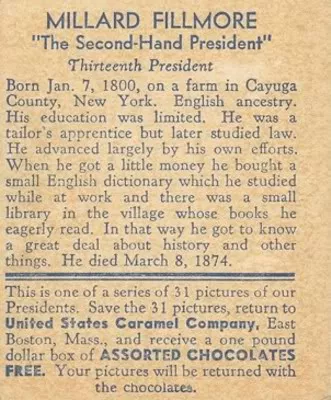 MILLARD FILLMORE
"The Second-Hand President"
Thirteenth President
Born Jan. 7, 1800, on a farm in Cayuga
County, New York. English ancestry.
His education was limited. He was a
tailor's apprentice but later studied law.
He advanced largely by his own efforts.
When he got a little money he bought a
small English dictionary which he studied
while at work and there was a small
library in the village whose books he
eagerly read. In that way he got to know
a great deal about history and other
things. He died March 8, 1874.
This is one of a series of 31 pictures of our
Presidents. Save the 31 pictures, return to
United States Caramel Company, East
Boston, Mass., and receive a one pound
dollar box of ASSORTED CHOCOLATES
FREE. Your pictures will be returned with
the chocolates.